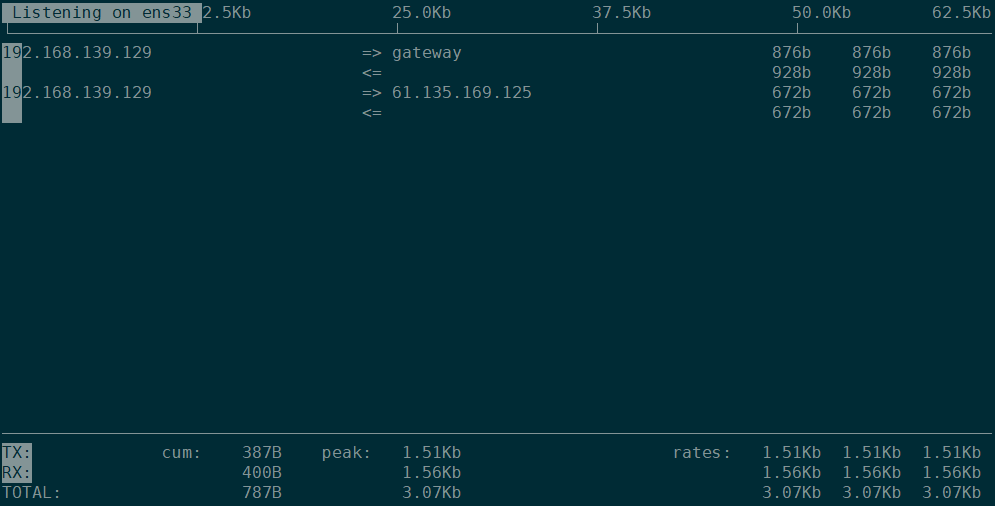 Listening on ens33 2.5Kb 25.0Kb 37.5Kb 50.0Kb 62.5Kb
192.168.139.129 => gateway 876b 876b 876b
<= 928b 928b 928b
192.168.139.129 => 61.135.169.125 672b 672b 672b
<= 672b 672b 672b
TX: cum: 387B peak: 1.51Kb rates: 1.51Kb 1.51Kb 1.51Kb
RX: 400B 1.56Kb 1.56Kb 1.56Kb 1.56Kb
TOTAL: 787B 3.07Kb 3.07Kb 3.07Kb 3.07Kb